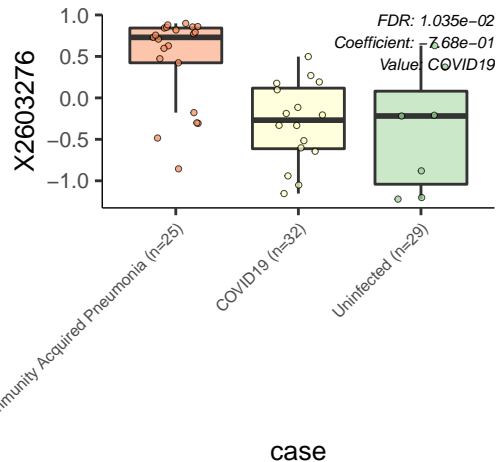 FDR: 1.035e−02
Coefficient: −7.68e−01
Value: COVID19
X2603276
1.0
0.5
0.0
−0.5
−1.0
Acquired Pneumonia (n=25)
COVID19 (n=32)
Uninfected (n=29)
case